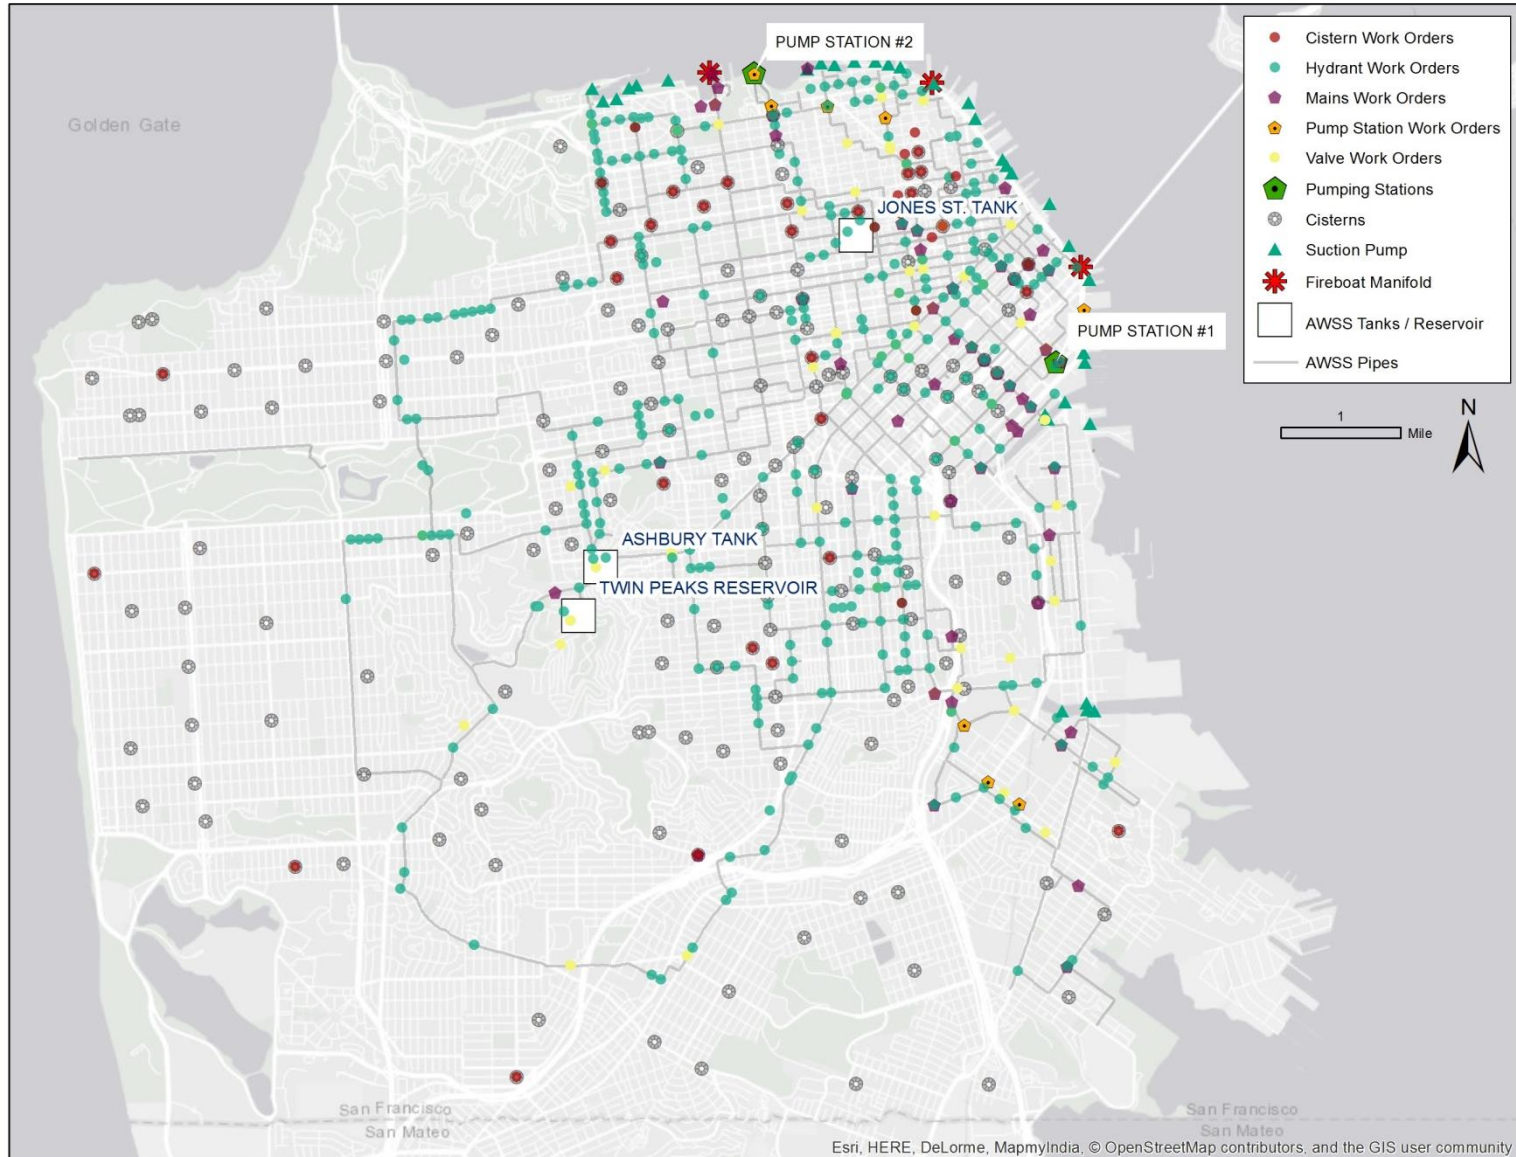 PUMP STATION #2
Cistern Work Orders
Hydrant Work Orders
Mains Work Orders
Pump Station Work Orders
Valve Work Orders
Pumping Stations
Cisterns
Suction Pump
Fireboat Manifold
AWSS Tanks / Reservoir
AWSS Pipes
Golden Gate
JONES ST. TANK
PUMP STATION #1
1
Mile
N
ASHBURY TANK
TWIN PEAKS RESERVOIR
San Francisco
San Mateo
San Francisco
San Mateo
Esri, HERE, DeLorme, MapmyIndia, © OpenStreetMap contributors, and the GIS user community